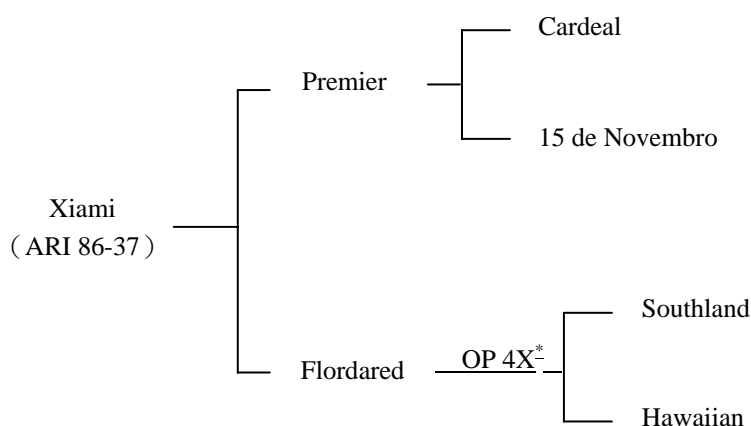 Cardeal
Premier
15 de Novembro
Xiami
（ARI 86-37）
Southland
OP 4X*
Flordared
Hawaiian